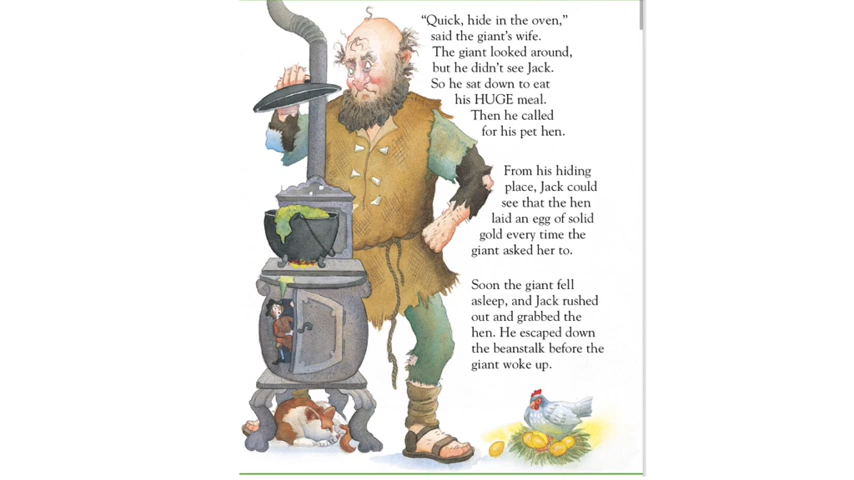 "Quick, hide in the oven,"
said the giant's wife.
The giant looked around,
but he didn't see Jack.
So he sat down to eat
his HUGE meal.
Then he called
for his pet hen.
From his hiding
place, Jack could
see that the hen
laid an egg of solid
gold every time the
giant asked her to.
Soon the giant fell
asleep, and Jack rushed
out and grabbed the
hen. He escaped down
the beanstalk before the
giant woke up.